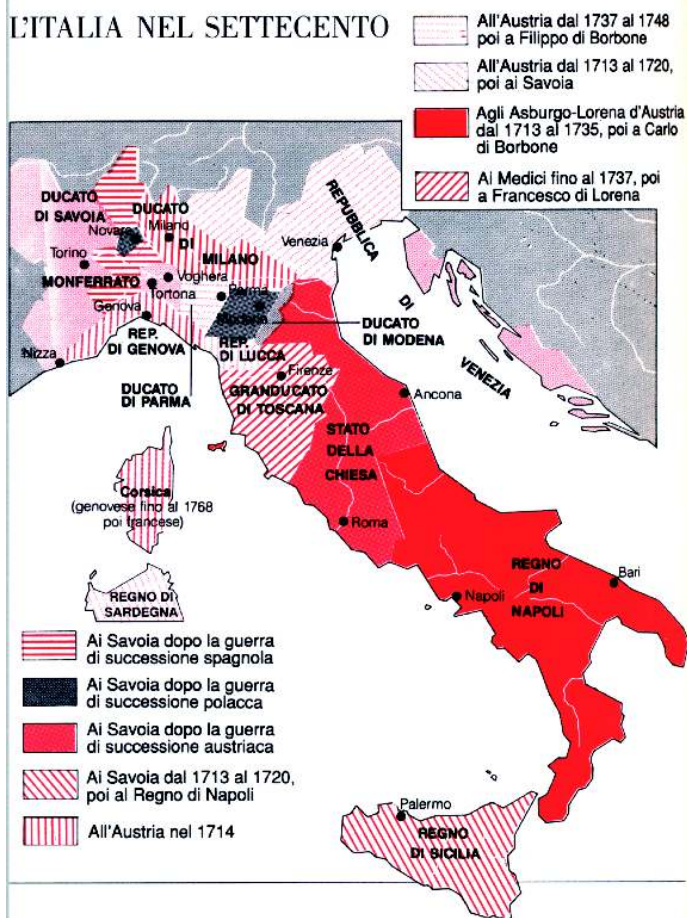 L'ITALIA NEL SETTECENTO
All'Austria dal 1737 al 1748
poi a Filippo di Borbone
All'Austria dal 1713 al 1720,
poi ai Savoia
Agli Asburgo-Lorena d'Austria
dal 1713 al 1735, poi a Carlo
di Borbone
Ai Medici fino al 1737, poi
a Francesco di Lorena
DUCATO
DI SAVOIA
DUCATO
DI
MILANO
Novara
Milano
Torino
MONFERRATO
Voghera
Tortona
Parma
Genova
Modena
Venezia
REPUBBLICA
DI
VENEZIA
DUCATO
DI MODENA
REP.
DI GENOVA
REP.
DI LUCCA
Nizza
DUCATO
DI PARMA
Firenze
GRANDUCATO
DI TOSCANA
Ancona
STATO
DELLA
CHIESA
Corsica
(genovese fino al 1768
poi francese)
Roma
REGNO DI
SARDEGNA
REGNO
DI
NAPOLI
Bari
Napoli
Ai Savoia dopo la guerra
di successione spagnola
Ai Savoia dopo la guerra
di successione polacca
Ai Savoia dopo la guerra
di successione austriaca
Ai Savoia dal 1713 al 1720,
poi al Regno di Napoli
All'Austria nel 1714
Palermo
REGNO
DI SICILIA